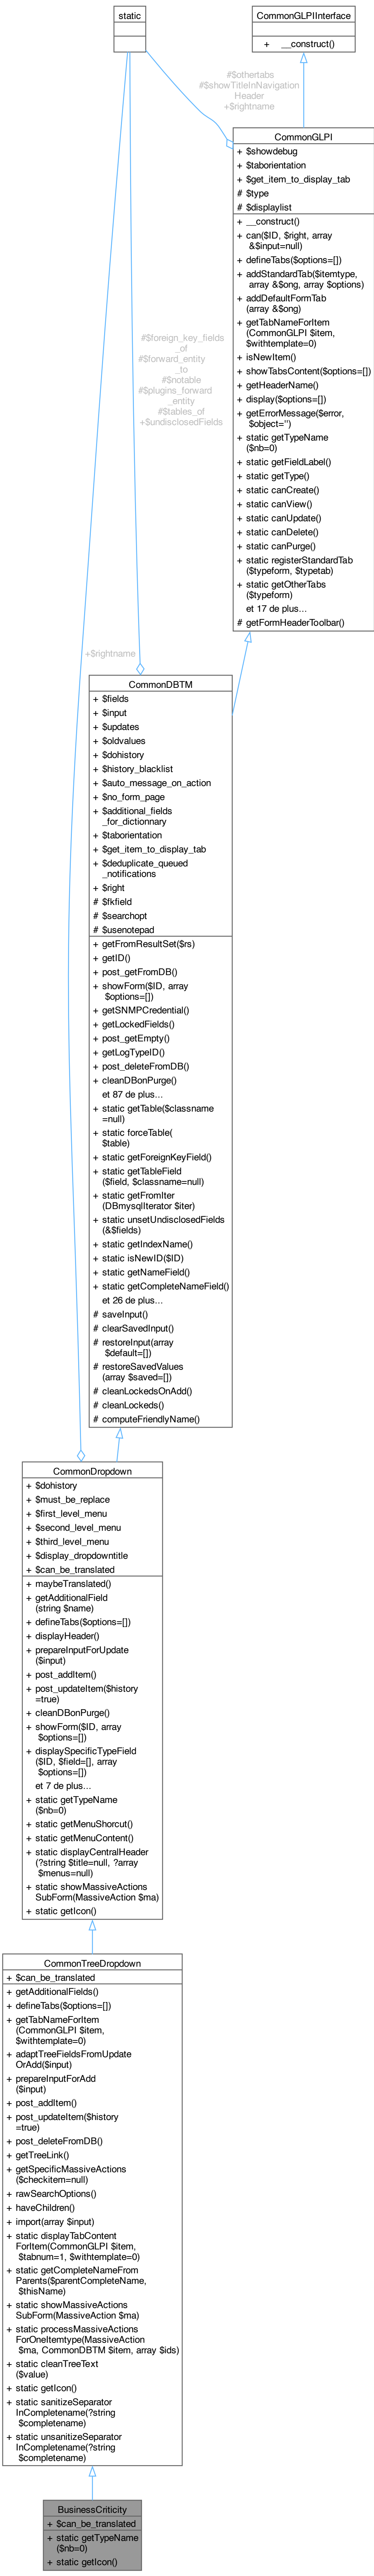 static
CommonGLPIInterface
+ __construct()
#$othertabs
#$showTitleInNavigation
Header
+$rightname
CommonGLPI
+ $showdebug
+ $taborientation
+ $get_item_to_display_tab
# $type
# $displaylist
+ __construct()
+ can($ID, $right, array
&$input=null)
+ defineTabs($options=[])
+ addStandardTab($itemtype,
array &$ong, array $options)
+ addDefaultFormTab
(array &$ong)
+ getTabNameForItem
(CommonGLPI $item,
$withtemplate=0)
+ isNewItem()
+ showTabsContent($options=[])
+ getHeaderName()
+ display($options=[])
+ getErrorMessage($error,
$object='')
+ static getTypeName
($nb=0)
+ static getFieldLabel()
+ static getType()
+ static canCreate()
+ static canView()
+ static canUpdate()
+ static canDelete()
+ static canPurge()
+ static registerStandardTab
($typeform, $typetab)
+ static getOtherTabs
($typeform)
et 17 de plus...
# getFormHeaderToolbar()
#$foreign_key_fields
_of
#$forward_entity
_to
#$notable
#$plugins_forward
_entity
#$tables_of
+$undisclosedFields
+$rightname
CommonDBTM
+ $fields
+ $input
+ $updates
+ $oldvalues
+ $dohistory
+ $history_blacklist
+ $auto_message_on_action
+ $no_form_page
+ $additional_fields
_for_dictionnary
+ $taborientation
+ $get_item_to_display_tab
+ $deduplicate_queued
_notifications
+ $right
# $fkfield
# $searchopt
# $usenotepad
+ getFromResultSet($rs)
+ getID()
+ post_getFromDB()
+ showForm($ID, array
$options=[])
+ getSNMPCredential()
+ getLockedFields()
+ post_getEmpty()
+ getLogTypeID()
+ post_deleteFromDB()
+ cleanDBonPurge()
et 87 de plus...
+ static getTable($classname
=null)
+ static forceTable(
$table)
+ static getForeignKeyField()
+ static getTableField
($field, $classname=null)
+ static getFromIter
(DBmysqlIterator $iter)
+ static unsetUndisclosedFields
(&$fields)
+ static getIndexName()
+ static isNewID($ID)
+ static getNameField()
+ static getCompleteNameField()
et 26 de plus...
# saveInput()
# clearSavedInput()
# restoreInput(array
$default=[])
# restoreSavedValues
(array $saved=[])
# cleanLockedsOnAdd()
# cleanLockeds()
# computeFriendlyName()
CommonDropdown
+ $dohistory
+ $must_be_replace
+ $first_level_menu
+ $second_level_menu
+ $third_level_menu
+ $display_dropdowntitle
+ $can_be_translated
+ maybeTranslated()
+ getAdditionalField
(string $name)
+ defineTabs($options=[])
+ displayHeader()
+ prepareInputForUpdate
($input)
+ post_addItem()
+ post_updateItem($history
=true)
+ cleanDBonPurge()
+ showForm($ID, array
$options=[])
+ displaySpecificTypeField
($ID, $field=[], array
$options=[])
et 7 de plus...
+ static getTypeName
($nb=0)
+ static getMenuShorcut()
+ static getMenuContent()
+ static displayCentralHeader
(?string $title=null, ?array
$menus=null)
+ static showMassiveActions
SubForm(MassiveAction $ma)
+ static getIcon()
CommonTreeDropdown
+ $can_be_translated
+ getAdditionalFields()
+ defineTabs($options=[])
+ getTabNameForItem
(CommonGLPI $item,
$withtemplate=0)
+ adaptTreeFieldsFromUpdate
OrAdd($input)
+ prepareInputForAdd
($input)
+ post_addItem()
+ post_updateItem($history
=true)
+ post_deleteFromDB()
+ getTreeLink()
+ getSpecificMassiveActions
($checkitem=null)
+ rawSearchOptions()
+ haveChildren()
+ import(array $input)
+ static displayTabContent
ForItem(CommonGLPI $item,
$tabnum=1, $withtemplate=0)
+ static getCompleteNameFrom
Parents($parentCompleteName,
$thisName)
+ static showMassiveActions
SubForm(MassiveAction $ma)
+ static processMassiveActions
ForOneItemtype(MassiveAction
$ma, CommonDBTM $item, array $ids)
+ static cleanTreeText
($value)
+ static getIcon()
+ static sanitizeSeparator
InCompletename(?string
$completename)
+ static unsanitizeSeparator
InCompletename(?string
$completename)
BusinessCriticity
+ $can_be_translated
+ static getTypeName
($nb=0)
+ static getIcon()